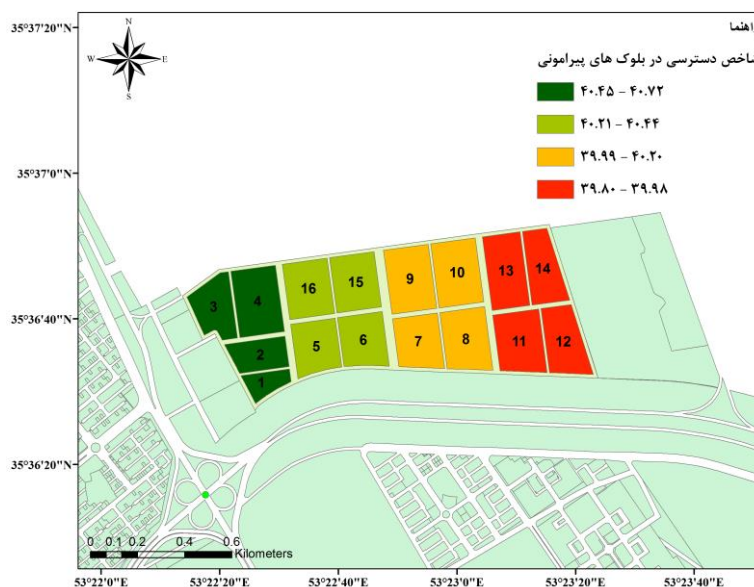 35°37'20"N
35°37'0"N
35°36'40"N
35°36'20"N
N
W E
S
اهنما
شاخص دسترسی در بلوک های پیرامونی
۴۰.۴۵ - ۴۰.۷۲
۴۰.۲۱ - ۴۰.۴۴
۳۹.۹۹ - ۴۰.۲۰
۳۹.۸۰ - ۳۹.۹۸
3 4 16 15 9 10 13 14
2 5 6 7 8 11 12
1
0 0.1 0.2 0.4 0.6
Kilometers
53°22'0"E 53°22'20"E 53°22'40"E 53°23'0"E 53°23'20"E 53°23'40"E